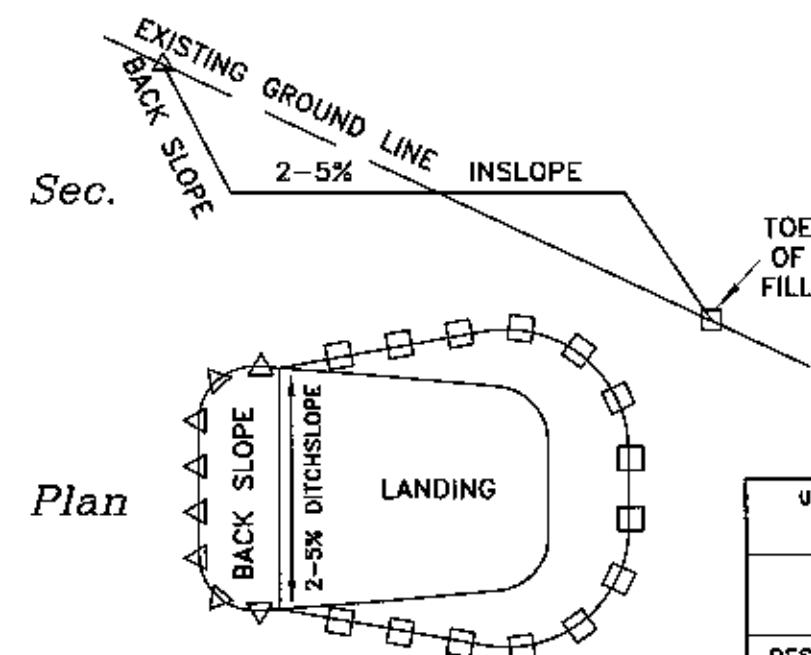 EXISTING GROUND LINE
BACK SLOPE
2-5% INSLOPE
Sec.
TOE
OF
FILL
BACK SLOPE
2-5% DITCHSLOPE
LANDING
Plan